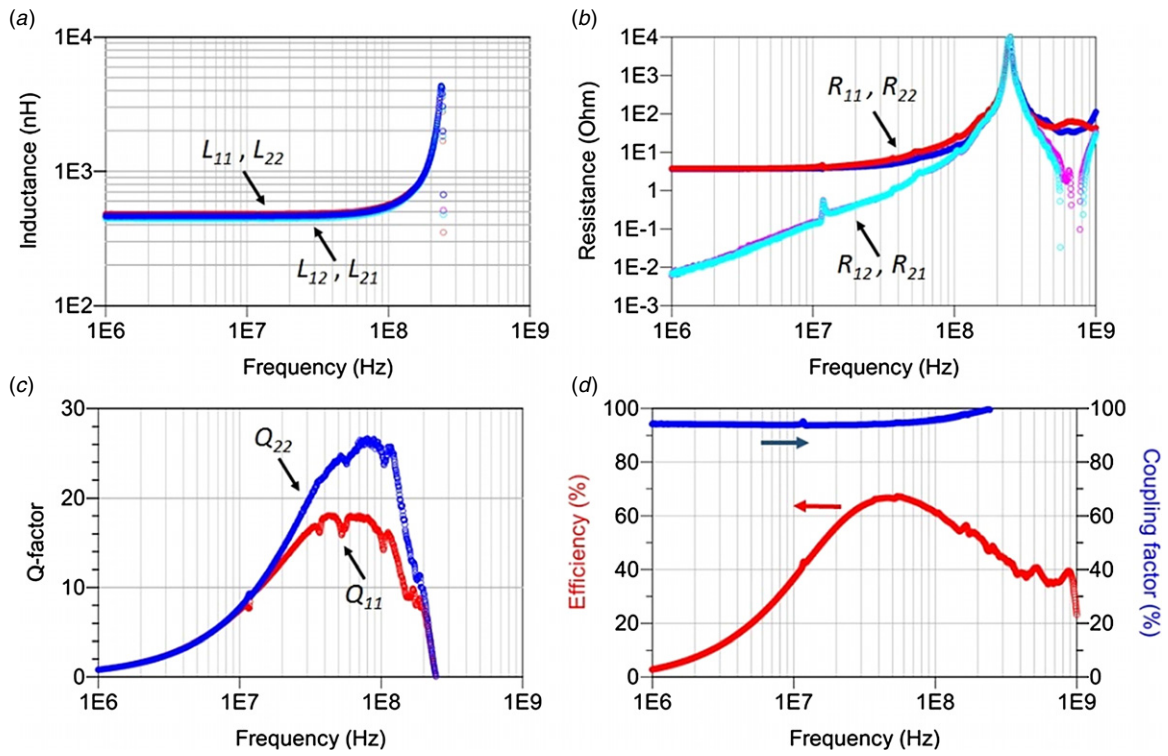 (a)
1E4
1E3
1E2
Inductance (nH)
L11 , L22
L12 , L21
1E6 1E7 1E8 1E9
Frequency (Hz)
(b)
1E4
1E3
1E2
1E1
1
1E-1
1E-2
1E-3
Resistance (Ohm)
R11 , R22
R12 , R21
1E6 1E7 1E8 1E9
Frequency (Hz)
(c)
30
20
10
0
Q-factor
Q22
Q11
1E6 1E7 1E8 1E9
Frequency (Hz)
(d)
100
80
60
40
20
0
Efficiency (%)
100
80
60
40
20
0
Coupling factor (%)
1E6 1E7 1E8 1E9
Frequency (Hz)